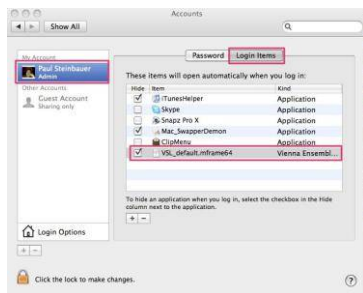 Accounts
Show All
My Account
Password
Login Items
Paul Steinbauer
Admin
Other Accounts
Guest Account
Sharing only
These items will open automatically when you log in:
Hide Item Kind
iTunesHelper Application
Skype Application
Snapz Pro X Application
Mac_SwapperDemon Application
ClipMenu Application
VSL_default.mframe64 Vienna Ensembl...
To hide an application when you log in, select the checkbox in the Hide
column next to the application.
+ −
Login Options
+ −
Click the lock to make changes.
?